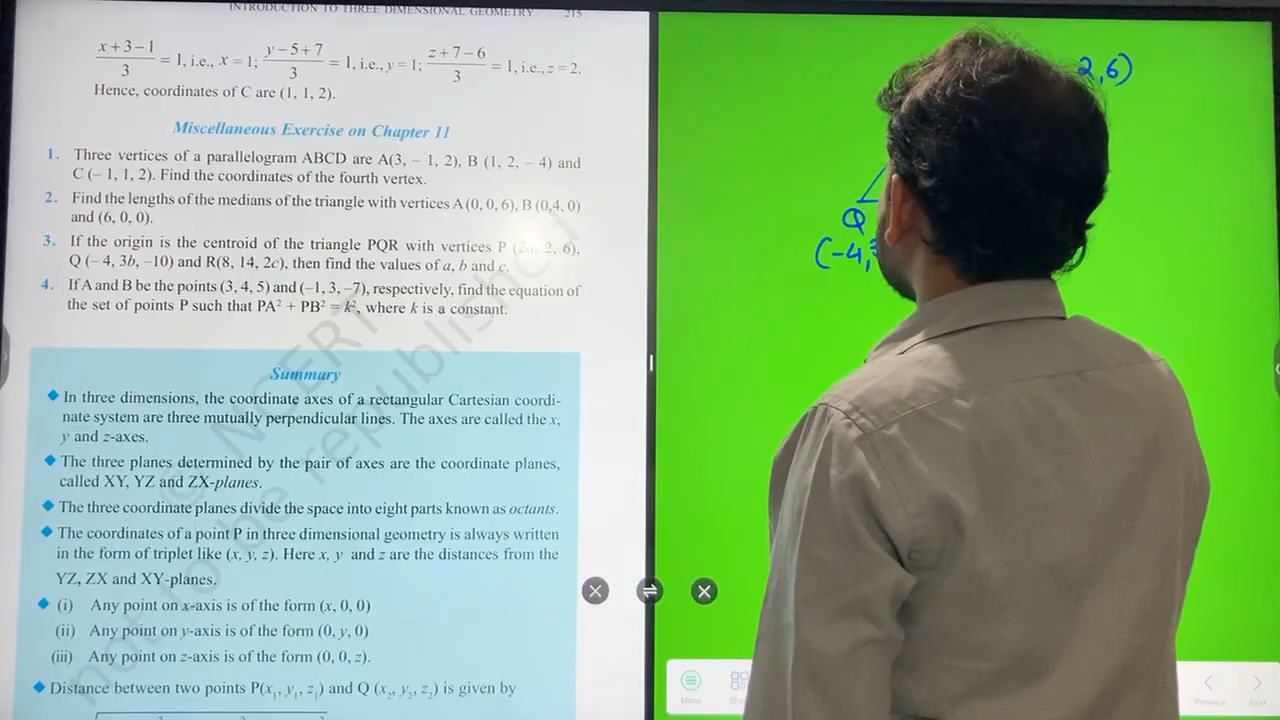 INTRODUCTION TO THREE DIMENSIONAL GEOMETRY 215
(x+3−1)/3 = 1, i.e., x = 1; (y−5+7)/3 = 1, i.e., y = 1; (z+7−6)/3 = 1, i.e., z = 2.
Hence, coordinates of C are (1, 1, 2).
Miscellaneous Exercise on Chapter 11
1. Three vertices of a parallelogram ABCD are A(3, – 1, 2), B (1, 2, – 4) and
C (– 1, 1, 2). Find the coordinates of the fourth vertex.
2. Find the lengths of the medians of the triangle with vertices A (0, 0, 6), B (0,4, 0)
and (6, 0, 0).
3. If the origin is the centroid of the triangle PQR with vertices P (2a, 2, 6),
Q (– 4, 3b, –10) and R(8, 14, 2c), then find the values of a, b and c.
4. If A and B be the points (3, 4, 5) and (–1, 3, –7), respectively, find the equation of
the set of points P such that PA² + PB² = k², where k is a constant.
Summary
◆ In three dimensions, the coordinate axes of a rectangular Cartesian coordi-
nate system are three mutually perpendicular lines. The axes are called the x,
y and z-axes.
◆ The three planes determined by the pair of axes are the coordinate planes,
called XY, YZ and ZX-planes.
◆ The three coordinate planes divide the space into eight parts known as octants.
◆ The coordinates of a point P in three dimensional geometry is always written
in the form of triplet like (x, y, z). Here x, y and z are the distances from the
YZ, ZX and XY-planes.
◆ (i) Any point on x-axis is of the form (x, 0, 0)
(ii) Any point on y-axis is of the form (0, y, 0)
(iii) Any point on z-axis is of the form (0, 0, z).
◆ Distance between two points P(x₁, y₁, z₁) and Q (x₂, y₂, z₂) is given by
© NCERT
not to be republished
2,6)
Q
(-4,
Menu
Previous
Next